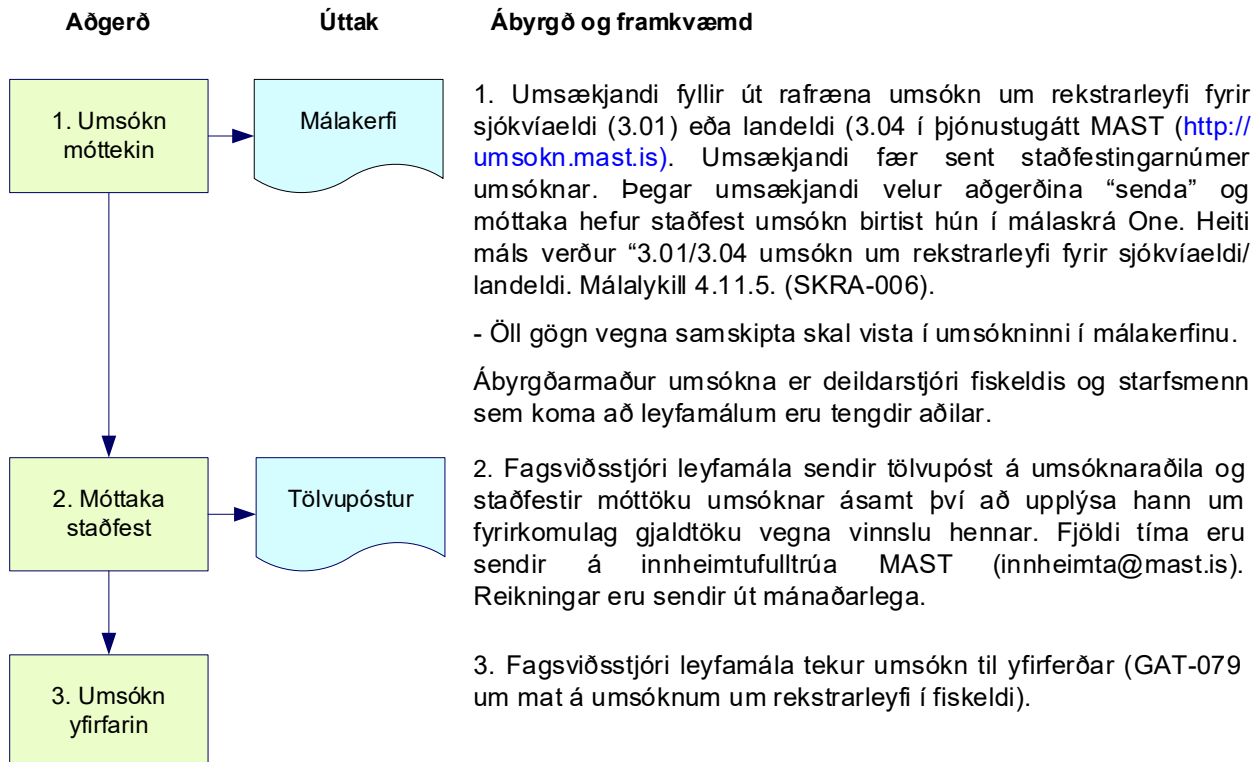 Aðgerð Úttak Ábyrgð og framkvæmd
1. Umsókn
móttekin
Málakerfi
1. Umsækjandi fyllir út rafræna umsókn um rekstrarleyfi fyrir
sjókvíaeldi (3.01) eða landeldi (3.04 í þjónustugátt MAST (http://
umsokn.mast.is). Umsækjandi fær sent staðfestingarnúmer
umsóknar. Þegar umsækjandi velur aðgerðina “senda” og
móttaka hefur staðfest umsókn birtist hún í málaskrá One. Heiti
máls verður “3.01/3.04 umsókn um rekstrarleyfi fyrir sjókvíaeldi/
landeldi. Málalykill 4.11.5. (SKRA-006).
- Öll gögn vegna samskipta skal vista í umsókninni í málakerfinu.
Ábyrgðarmaður umsókna er deildarstjóri fiskeldis og starfsmenn
sem koma að leyfamálum eru tengdir aðilar.
2. Móttaka
staðfest
Tölvupóstur
2. Fagsviðsstjóri leyfamála sendir tölvupóst á umsóknaraðila og
staðfestir móttöku umsóknar ásamt því að upplýsa hann um
fyrirkomulag gjaldtöku vegna vinnslu hennar. Fjöldi tíma eru
sendir á innheimtufulltrúa MAST (innheimta@mast.is).
Reikningar eru sendir út mánaðarlega.
3. Umsókn
yfirfarin
3. Fagsviðsstjóri leyfamála tekur umsókn til yfirferðar (GAT-079
um mat á umsóknum um rekstrarleyfi í fiskeldi).